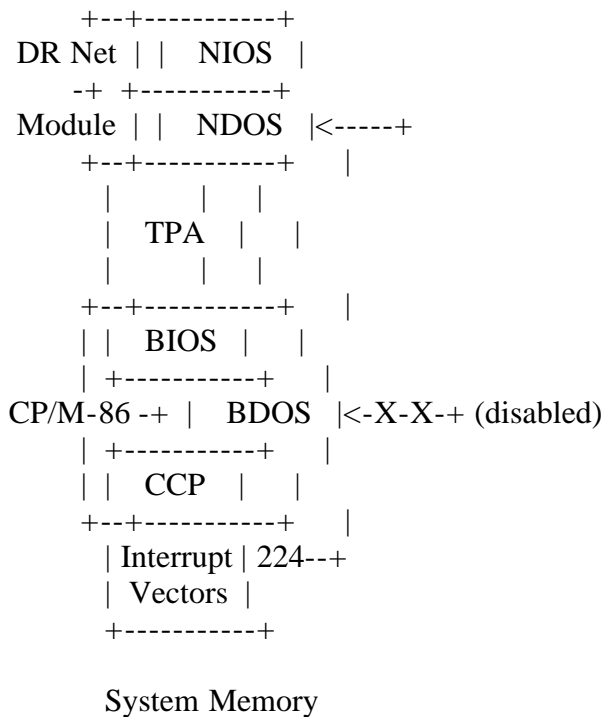 +--+-----------+
DR Net | | NIOS |
-+ +-----------+
Module | | NDOS |<-----+
+--+-----------+ |
| | |
| TPA | |
| | |
+--+-----------+ |
| | BIOS | |
| +-----------+ |
CP/M-86 -+ | BDOS |<-X-X-+ (disabled)
| +-----------+ |
| | CCP | |
+--+-----------+ |
| Interrupt | 224--+
| Vectors |
+-----------+
System Memory